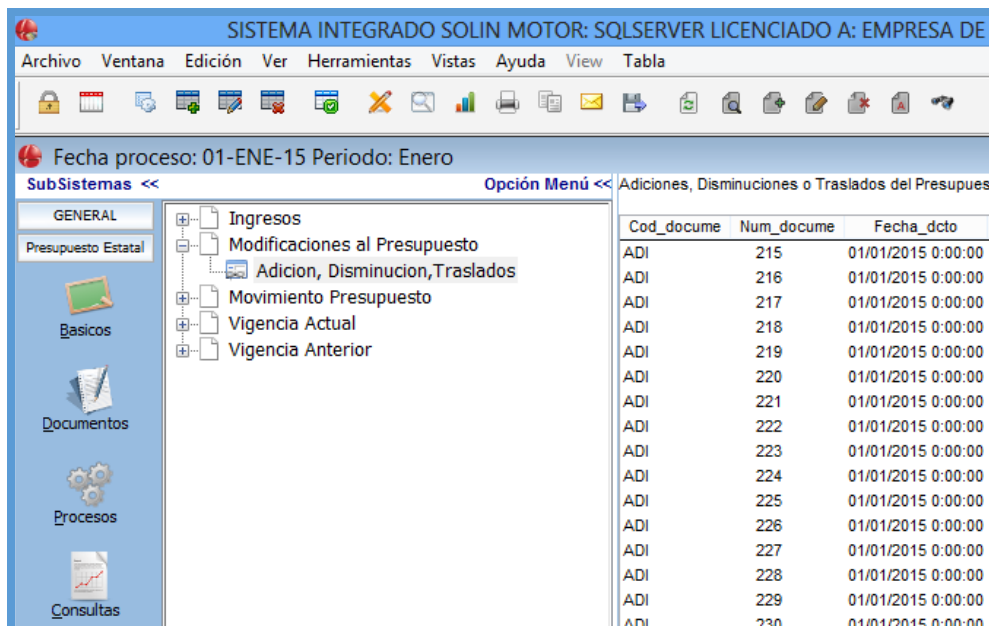 SISTEMA INTEGRADO SOLIN MOTOR: SQLSERVER LICENCIADO A: EMPRESA DE
Archivo Ventana Edición Ver Herramientas Vistas Ayuda View Tabla
Fecha proceso: 01-ENE-15 Periodo: Enero
SubSistemas << Opción Menú <<
GENERAL
Presupuesto Estatal
Basicos
Documentos
Procesos
Consultas
Ingresos
Modificaciones al Presupuesto
Adicion, Disminucion,Traslados
Movimiento Presupuesto
Vigencia Actual
Vigencia Anterior
Adiciones, Disminuciones o Traslados del Presupues
Cod_docume Num_docume Fecha_dcto
ADI 215 01/01/2015 0:00:00
ADI 216 01/01/2015 0:00:00
ADI 217 01/01/2015 0:00:00
ADI 218 01/01/2015 0:00:00
ADI 219 01/01/2015 0:00:00
ADI 220 01/01/2015 0:00:00
ADI 221 01/01/2015 0:00:00
ADI 222 01/01/2015 0:00:00
ADI 223 01/01/2015 0:00:00
ADI 224 01/01/2015 0:00:00
ADI 225 01/01/2015 0:00:00
ADI 226 01/01/2015 0:00:00
ADI 227 01/01/2015 0:00:00
ADI 228 01/01/2015 0:00:00
ADI 229 01/01/2015 0:00:00
ADI 230 01/01/2015 0:00:00